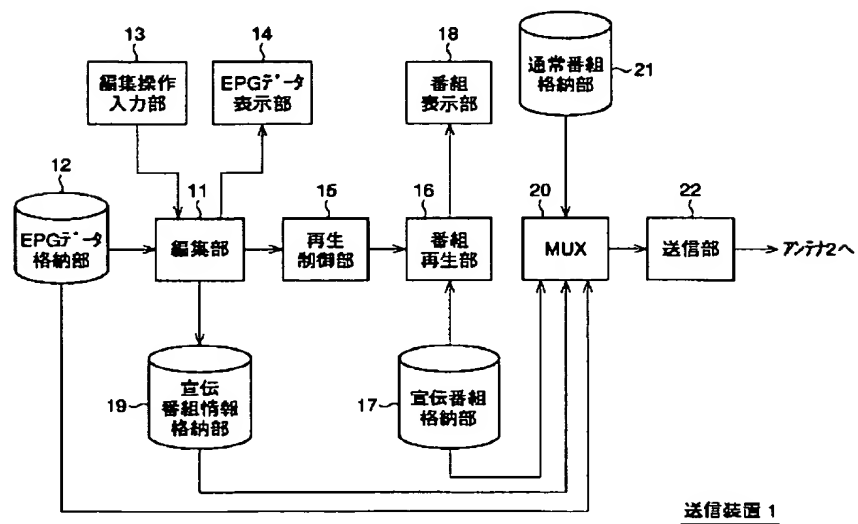 13
編集操作
入力部
14
EPGデータ
表示部
18
番組
表示部
通常番組
格納部
21
12
EPGデータ
格納部
11
編集部
15
再生
制御部
16
番組
再生部
20
MUX
22
送信部
アンテナ2へ
19
宣伝
番組情報
格納部
17
宣伝番組
格納部
送信装置 1